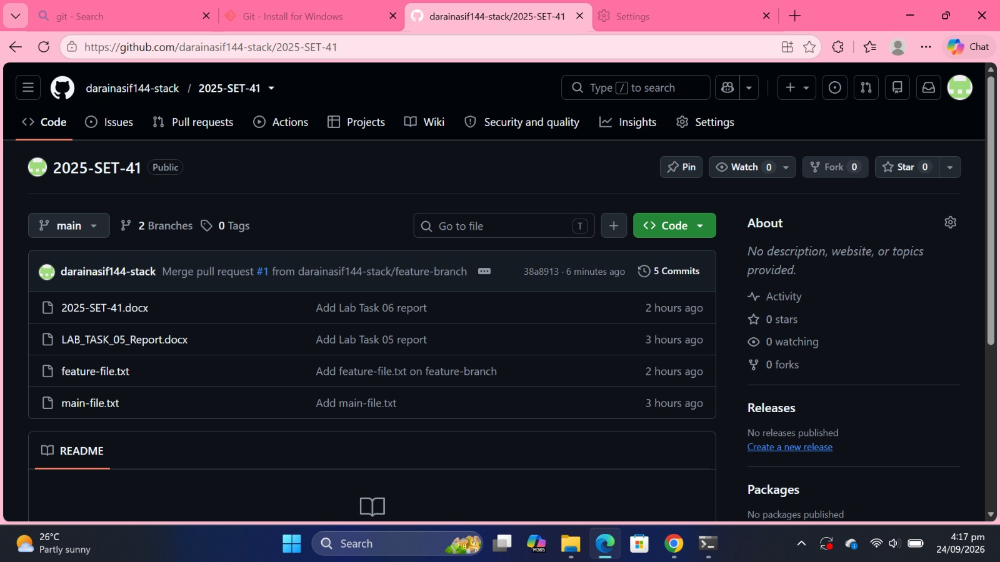 git - Search
Git - Install for Windows
darainasif144-stack/2025-SET-41
Settings
https://github.com/darainasif144-stack/2025-SET-41
Chat
darainasif144-stack / 2025-SET-41
Type / to search
Code
Issues
Pull requests
Actions
Projects
Wiki
Security and quality
Insights
Settings
2025-SET-41
Public
Pin
Watch 0
Fork 0
Star 0
main
2 Branches
0 Tags
Go to file
T
Code
darainasif144-stack Merge pull request #1 from darainasif144-stack/feature-branch
38a8913 · 6 minutes ago
5 Commits
2025-SET-41.docx
Add Lab Task 06 report
2 hours ago
LAB_TASK_05_Report.docx
Add Lab Task 05 report
3 hours ago
feature-file.txt
Add feature-file.txt on feature-branch
2 hours ago
main-file.txt
Add main-file.txt
3 hours ago
README
About
No description, website, or topics
provided.
Activity
0 stars
0 watching
0 forks
Releases
No releases published
Create a new release
Packages
No packages published
26°C
Partly sunny
Search
M365
4:17 pm
24/09/2026